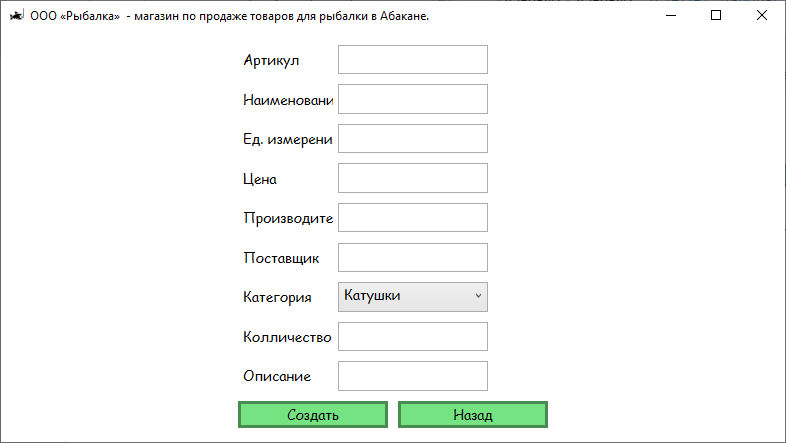 ООО «Рыбалка» - магазин по продаже товаров для рыбалки в Абакане.
Артикул
Наименовани
Ед. измерени
Цена
Производите
Поставщик
Категория Катушки
Колличество
Описание
Создать Назад